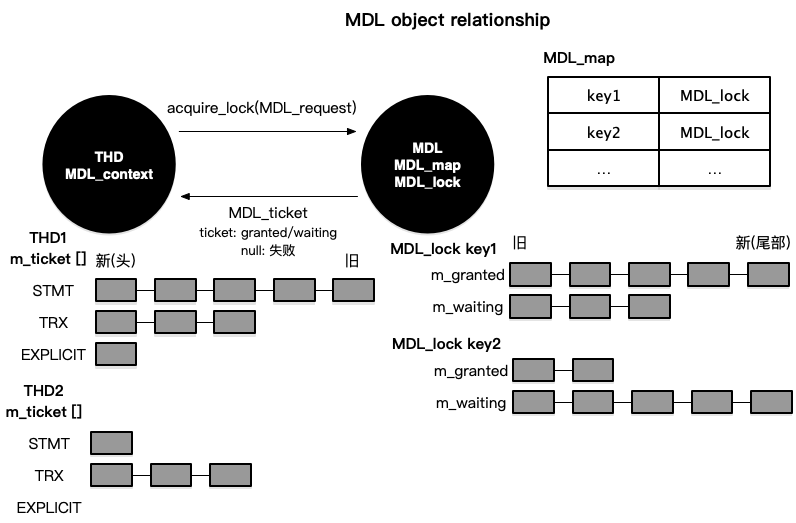 MDL object relationship
MDL_map
key1 MDL_lock
key2 MDL_lock
... ...
acquire_lock(MDL_request)
THD
MDL_context
MDL
MDL_map
MDL_lock
MDL_ticket
ticket: granted/waiting
null: 失败
THD1
m_ticket [] 新(头) 旧
STMT
TRX
EXPLICIT
THD2
m_ticket []
STMT
TRX
EXPLICIT
MDL_lock key1 旧 新(尾部)
m_granted
m_waiting
MDL_lock key2
m_granted
m_waiting